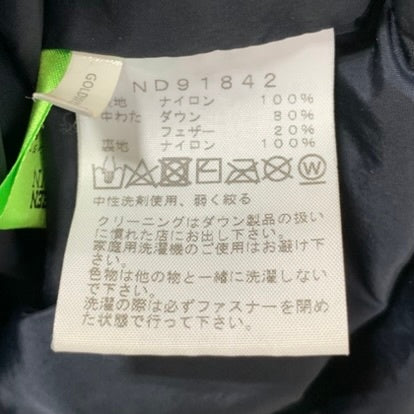 GOLDWI
ND91842
表地 ナイロン 100%
中わた ダウン 80%
フェザー 20%
裏地 ナイロン 100%
中性洗剤使用、弱く絞る
クリーニングはダウン製品の扱い
に慣れた店にお出し下さい。
家庭用洗濯機のご使用はお避け下
さい。
色物は他の物と一緒に洗濯しない
で下さい。
洗濯の際は必ずファスナーを閉め
た状態で行って下さい。